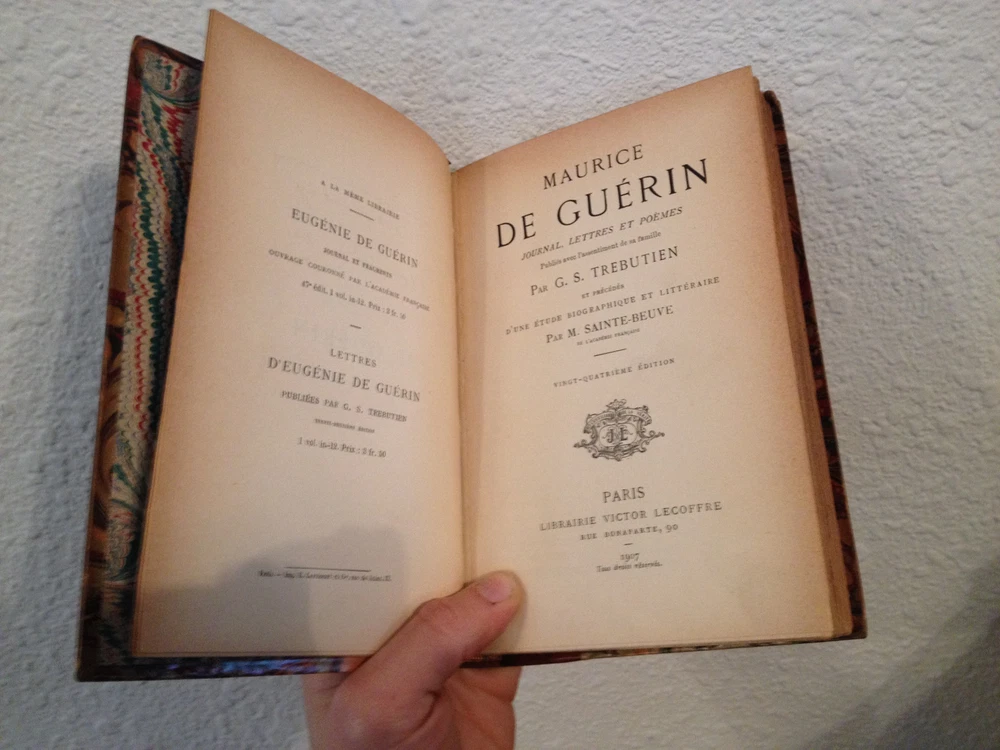 A LA MÊME LIBRAIRIE
EUGÉNIE DE GUÉRIN
JOURNAL ET FRAGMENTS
OUVRAGE COURONNÉ PAR L'ACADÉMIE FRANÇAISE
1 vol. in-12. Prix : 3 fr. 50
LETTRES
D'EUGÉNIE DE GUÉRIN
PUBLIÉES PAR G. S. TREBUTIEN
1 vol. in-12. Prix : 3 fr. 50
MAURICE
DE GUÉRIN
JOURNAL, LETTRES ET POÈMES
Publiés avec l'assentiment de sa famille
PAR G. S. TREBUTIEN
ET PRÉCÉDÉS
D'UNE ÉTUDE BIOGRAPHIQUE ET LITTÉRAIRE
PAR M. SAINTE-BEUVE
DE L'ACADÉMIE FRANÇAISE
VINGT-QUATRIÈME ÉDITION
PARIS
LIBRAIRIE VICTOR LECOFFRE
RUE BONAPARTE, 90
1907
Tous droits réservés.